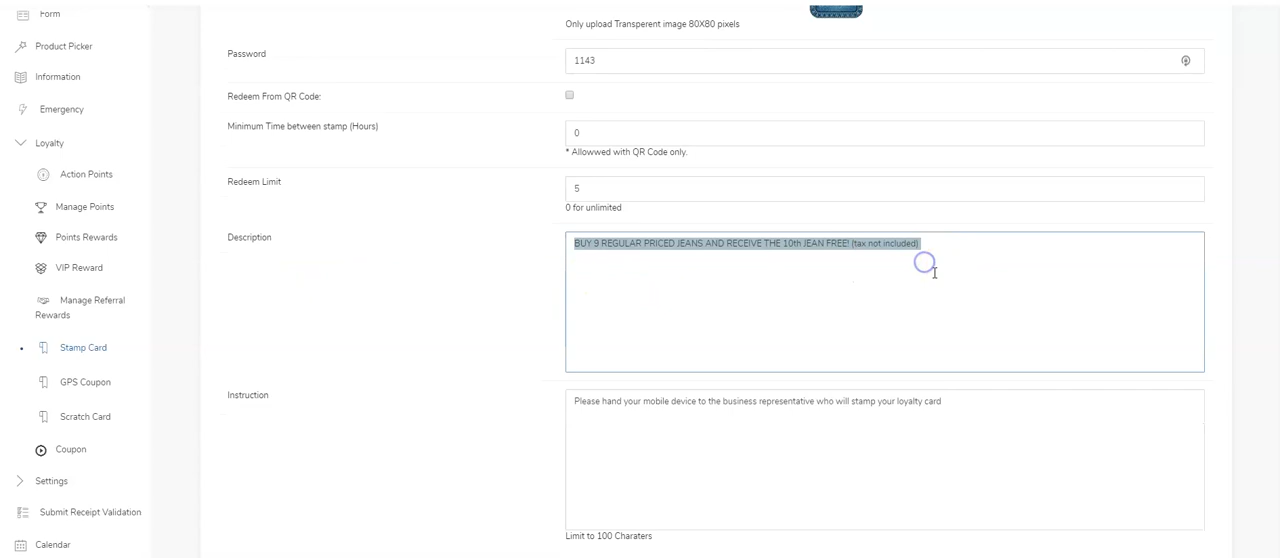 Form
Only upload Transperent image 80X80 pixels
Product Picker
Password
1143
Information
Redeem From QR Code:
Emergency
Minimum Time between stamp (Hours)
0
* Allowwed with QR Code only.
Loyalty
Action Points
Redeem Limit
5
0 for unlimited
Manage Points
Points Rewards
Description
BUY 9 REGULAR PRICED JEANS AND RECEIVE THE 10th JEAN FREE! (tax not included)
VIP Reward
Manage Referral
Rewards
Stamp Card
GPS Coupon
Instruction
Please hand your mobile device to the business representative who will stamp your loyalty card
Scratch Card
Coupon
Settings
Submit Receipt Validation
Limit to 100 Charaters
Calendar